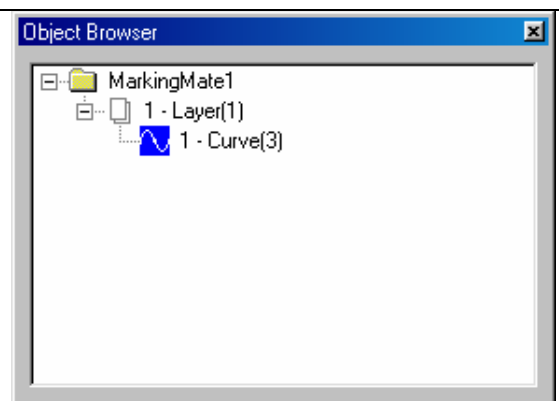 Object Browser
MarkingMate1
1 - Layer(1)
1 - Curve(3)